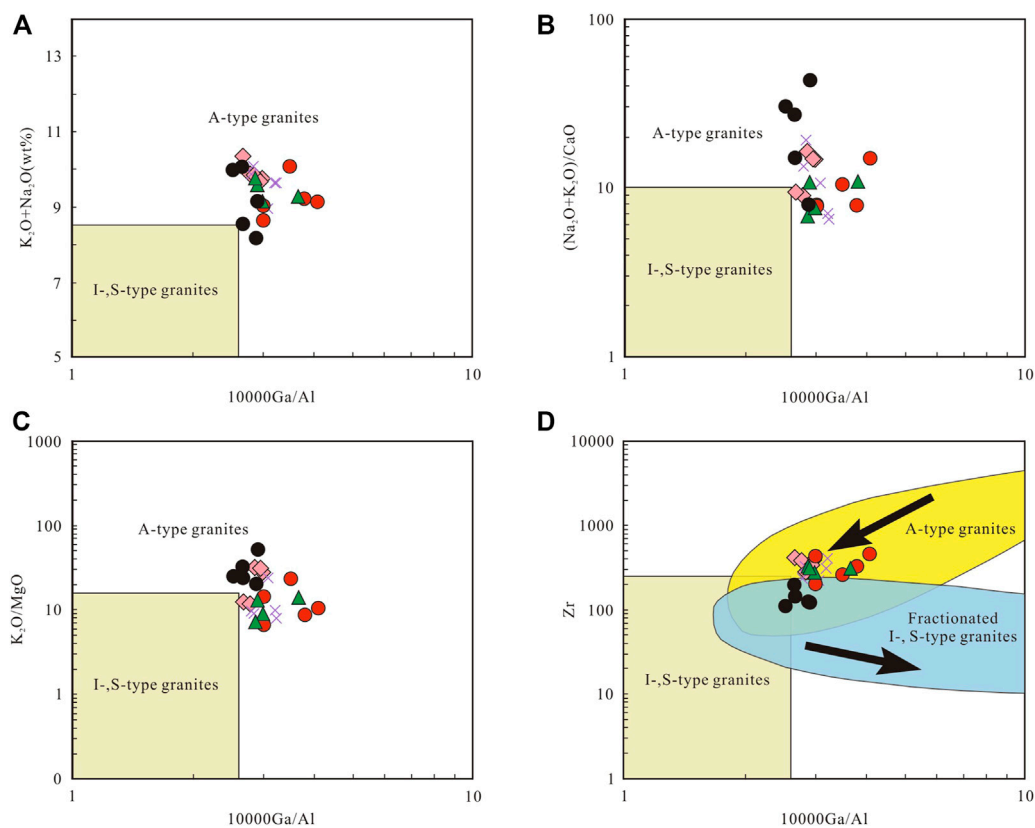 A
13
11
10
9
7
5
K₂O+Na₂O(wt%)
A-type granites
I-,S-type granites
1
10
10000Ga/Al
B
100
10
1
(Na₂O+K₂O)/CaO
A-type granites
I-,S-type granites
1
10
10000Ga/Al
C
1000
100
10
1
0
K₂O/MgO
A-type granites
I-,S-type granites
1
10
10000Ga/Al
D
10000
1000
100
10
1
Zr
A-type granites
Fractionated
I-, S-type granites
I-,S-type granites
1
10
10000Ga/Al